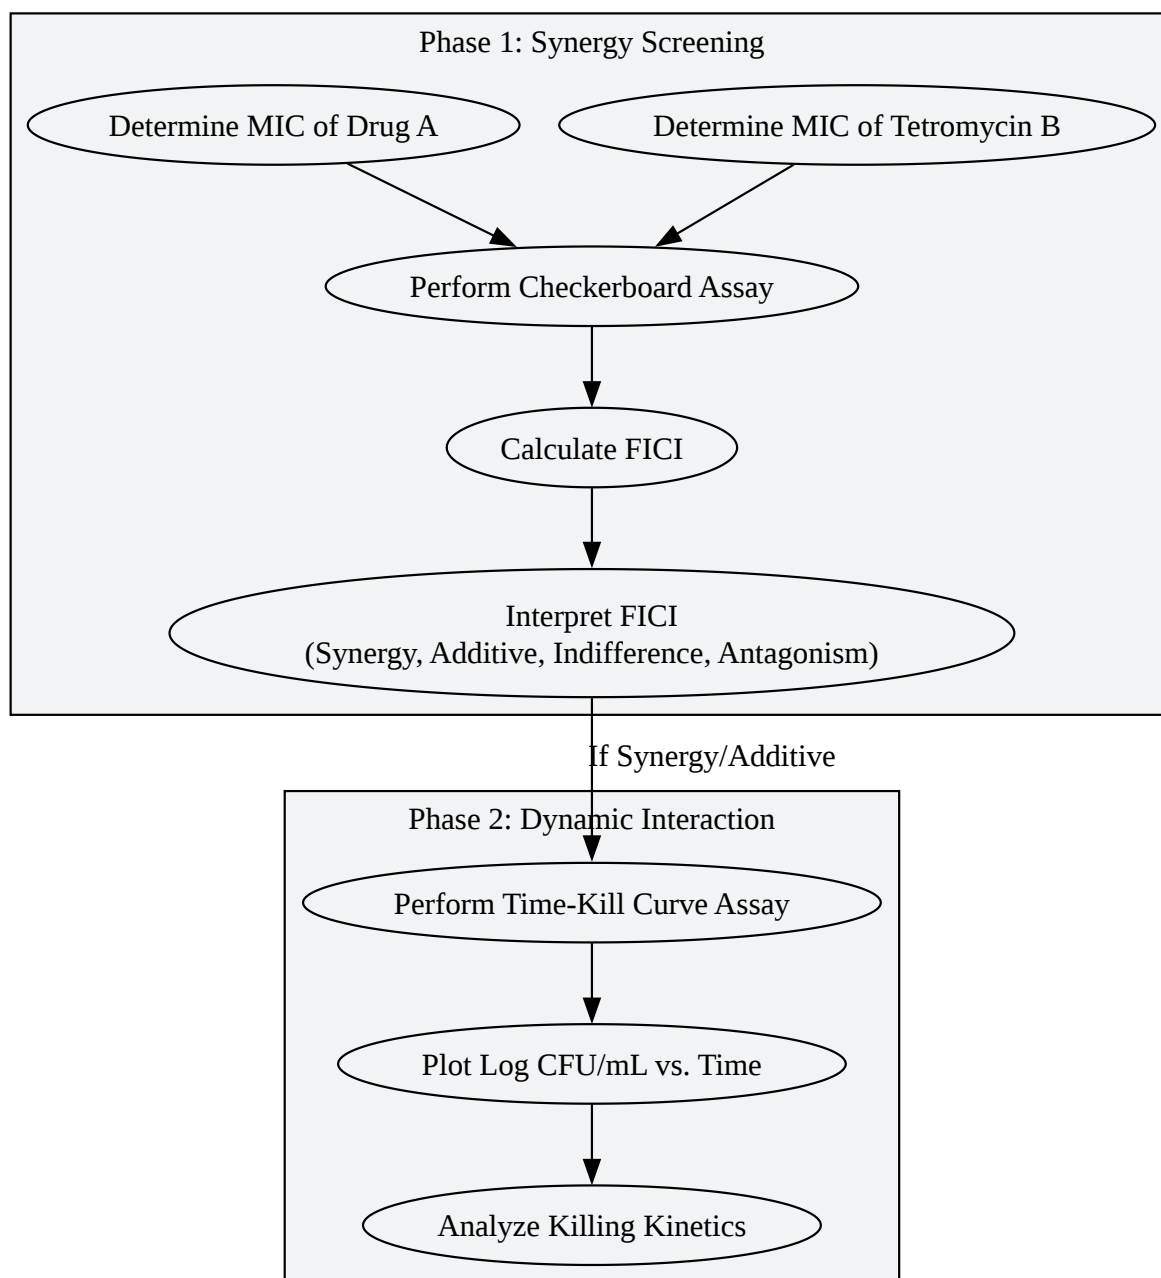 Phase 1: Synergy Screening
Determine MIC of Drug A
Determine MIC of Tetromycin B
Perform Checkerboard Assay
Calculate FICI
Interpret FICI
(Synergy, Additive, Indifference, Antagonism)
If Synergy/Additive
Phase 2: Dynamic Interaction
Perform Time-Kill Curve Assay
Plot Log CFU/mL vs. Time
Analyze Killing Kinetics